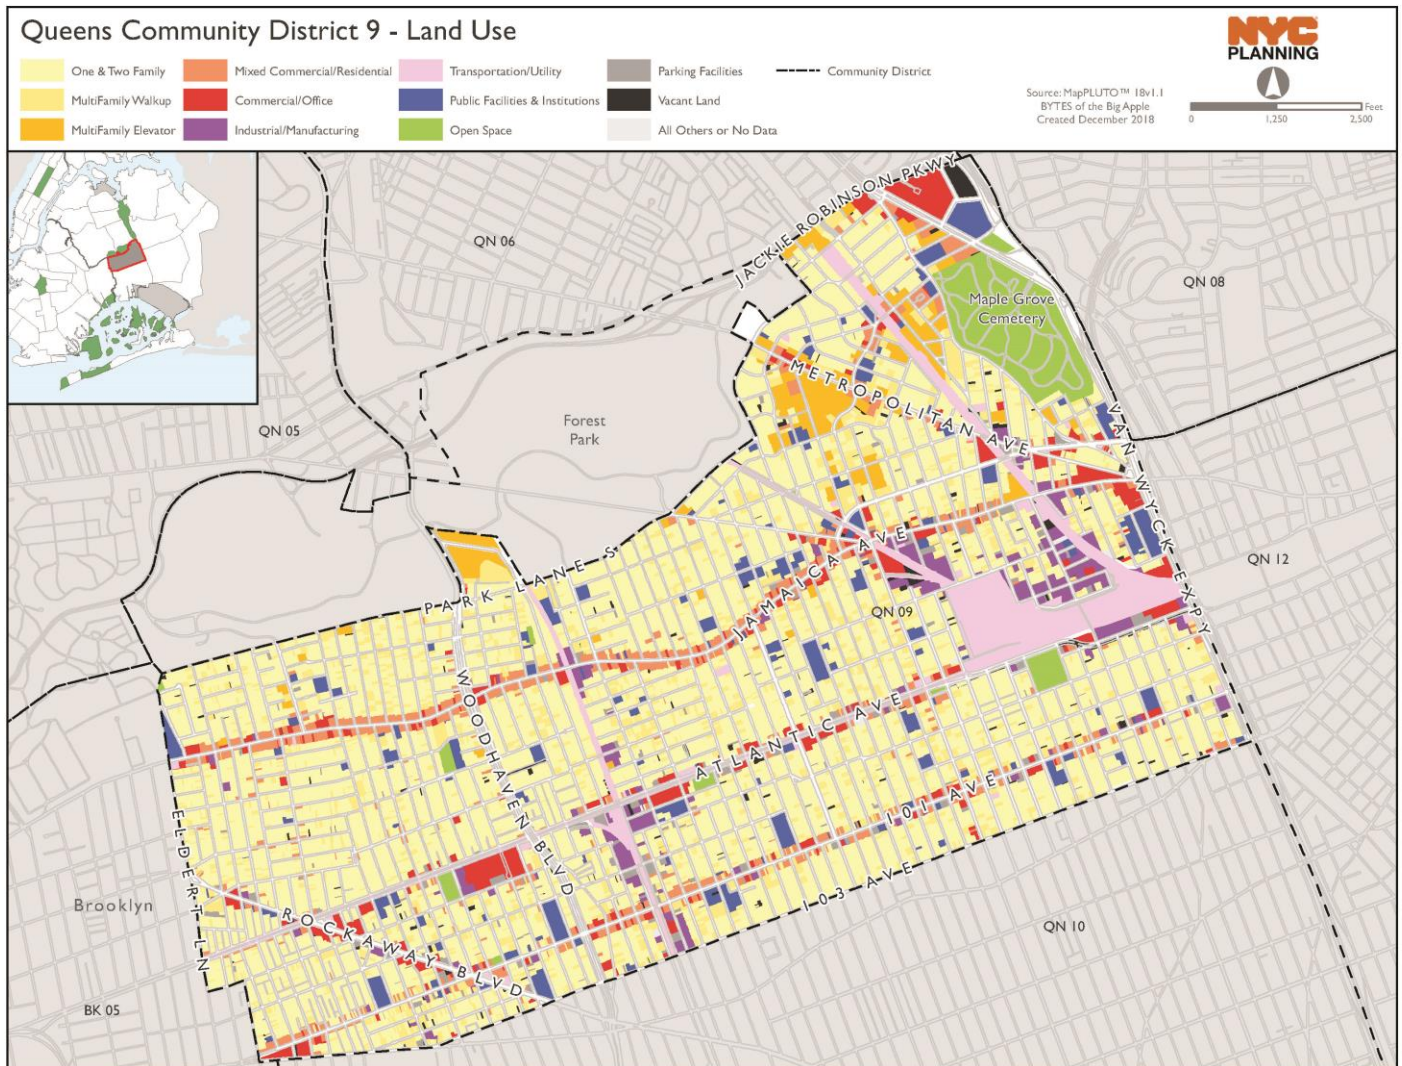 Queens Community District 9 - Land Use
NYC
PLANNING
One & Two Family
Mixed Commercial/Residential
Transportation/Utility
Parking Facilities
Community District
MultiFamily Walkup
Commercial/Office
Public Facilities & Institutions
Vacant Land
MultiFamily Elevator
Industrial/Manufacturing
Open Space
All Others or No Data
Source: MapPLUTO™ 18v1.1
BYTES of the Big Apple
Created December 2018
Feet
0 1,250 2,500
JACKIE ROBINSON PKWY
QN 06
QN 08
Maple Grove
Cemetery
METROPOLITAN AVE
Forest
Park
QN 05
VAN WYCK EXPY
JAMAICA AVE
QN 12
PARK LANE S
QN 09
WOODHAVEN BLVD
ATLANTIC AVE
101 AVE
ELDERT LN
103 AVE
Brooklyn
ROCKAWAY BLVD
QN 10
BK 05